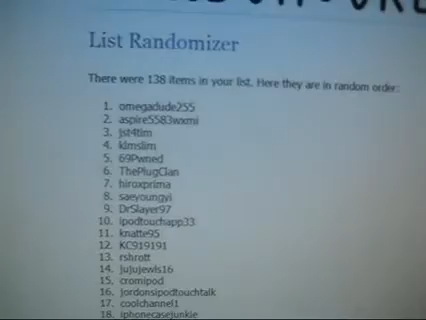 List Randomizer
There were 138 items in your list. Here they are in random order:
1. omegadude255
2. aspire5583wxmi
3. jst4tim
4. kimslim
5. 69Pwned
6. ThePlugClan
7. hiroxprima
8. saeyoungyi
9. DrSlayer97
10. ipodtouchapp33
11. knatte95
12. KC919191
13. rshrott
14. jujujewls16
15. cromipod
16. jordonsipodtouchtalk
17. coolchannel1
18. iphonecasejunkie